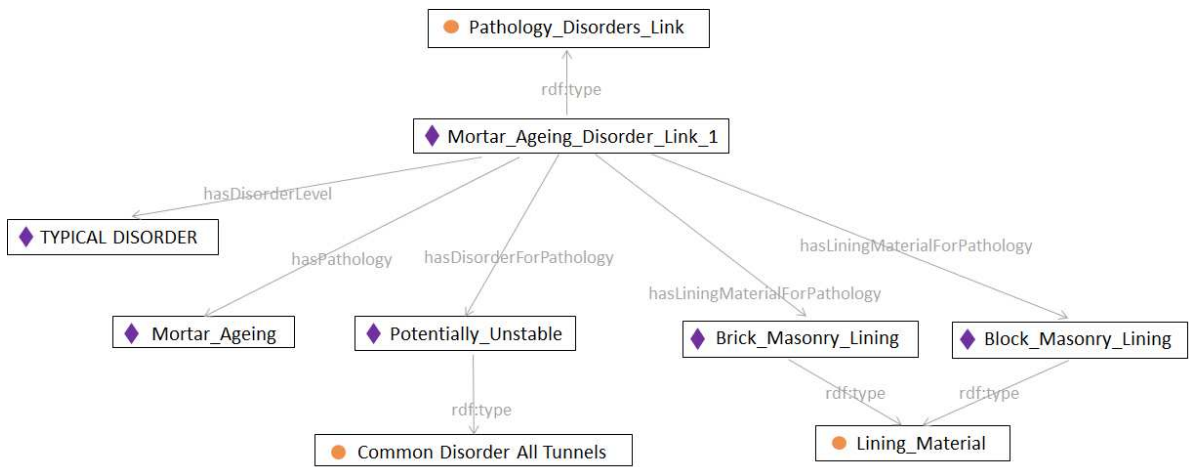 Pathology_Disorders_Link
rdf:type
Mortar_Ageing_Disorder_Link_1
hasDisorderLevel
TYPICAL DISORDER
hasPathology
hasDisorderForPathology
hasLiningMaterialForPathology
hasLiningMaterialForPathology
Mortar_Ageing
Potentially_Unstable
Brick_Masonry_Lining
Block_Masonry_Lining
rdf:type
rdf:type
rdf:type
Common Disorder All Tunnels
Lining_Material